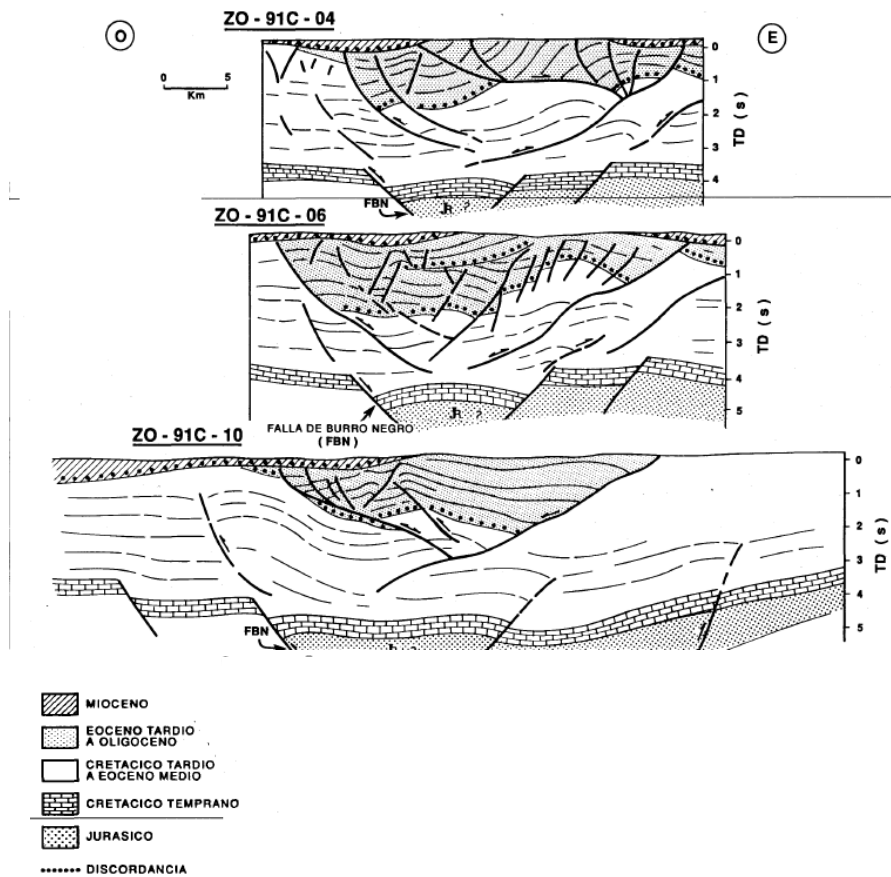 ZO - 91C - 04
O
E
0 5
Km
0
1
2
3
4
TD (s)
FBN
JR ?
ZO - 91C - 06
0
1
2
3
4
5
TD (s)
JR ?
FALLA DE BURRO NEGRO
( FBN )
ZO - 91C - 10
0
1
2
3
4
5
TD (s)
FBN
MIOCENO
EOCENO TARDIO
A OLIGOCENO
CRETACICO TARDIO
A EOCENO MEDIO
CRETACICO TEMPRANO
JURASICO
DISCORDANCIA